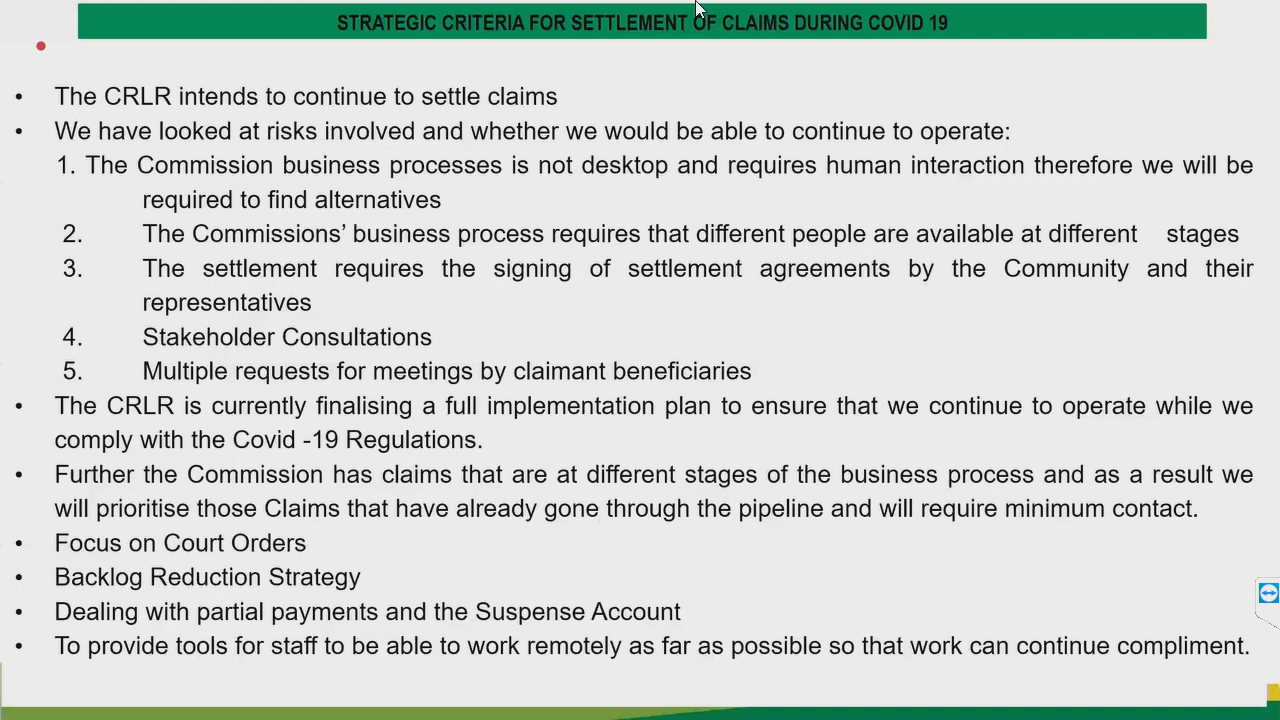 STRATEGIC CRITERIA FOR SETTLEMENT OF CLAIMS DURING COVID 19
• The CRLR intends to continue to settle claims
• We have looked at risks involved and whether we would be able to continue to operate:
1. The Commission business processes is not desktop and requires human interaction therefore we will be
required to find alternatives
2. The Commissions’ business process requires that different people are available at different stages
3. The settlement requires the signing of settlement agreements by the Community and their
representatives
4. Stakeholder Consultations
5. Multiple requests for meetings by claimant beneficiaries
• The CRLR is currently finalising a full implementation plan to ensure that we continue to operate while we
comply with the Covid -19 Regulations.
• Further the Commission has claims that are at different stages of the business process and as a result we
will prioritise those Claims that have already gone through the pipeline and will require minimum contact.
• Focus on Court Orders
• Backlog Reduction Strategy
• Dealing with partial payments and the Suspense Account
• To provide tools for staff to be able to work remotely as far as possible so that work can continue compliment.